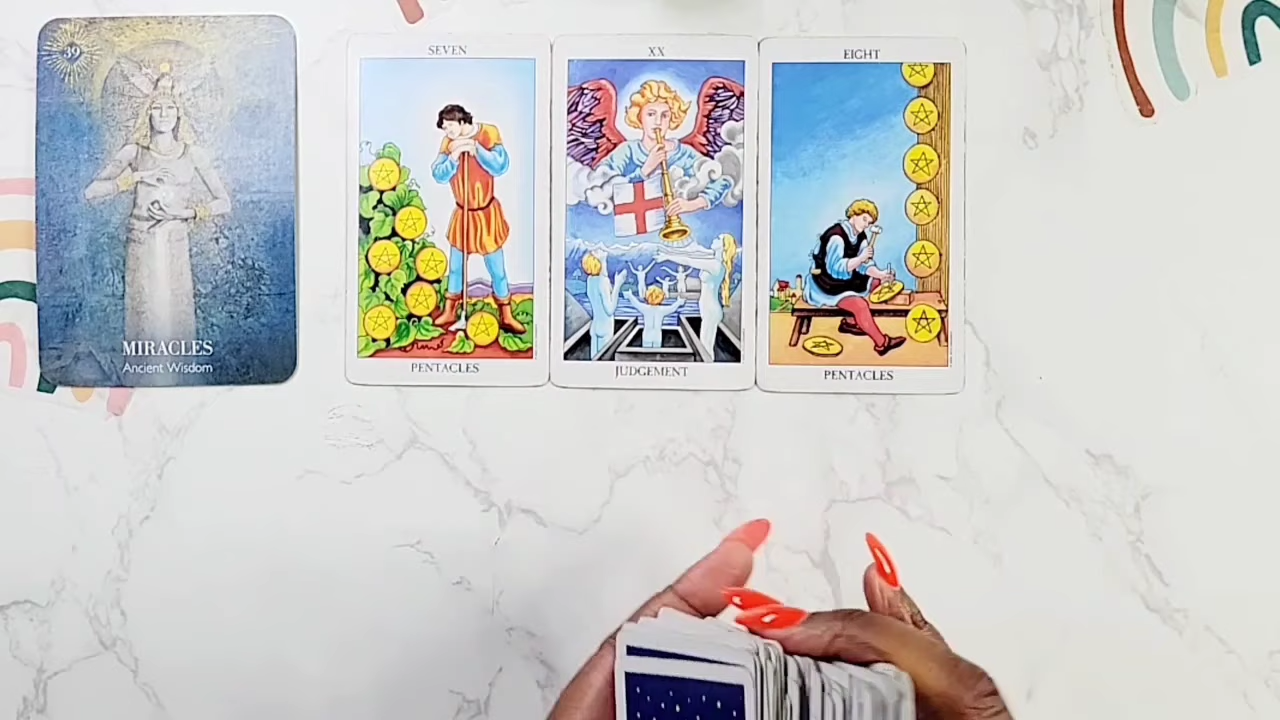 39
MIRACLES
Ancient Wisdom
SEVEN
PENTACLES
XX
JUDGEMENT
EIGHT
PENTACLES